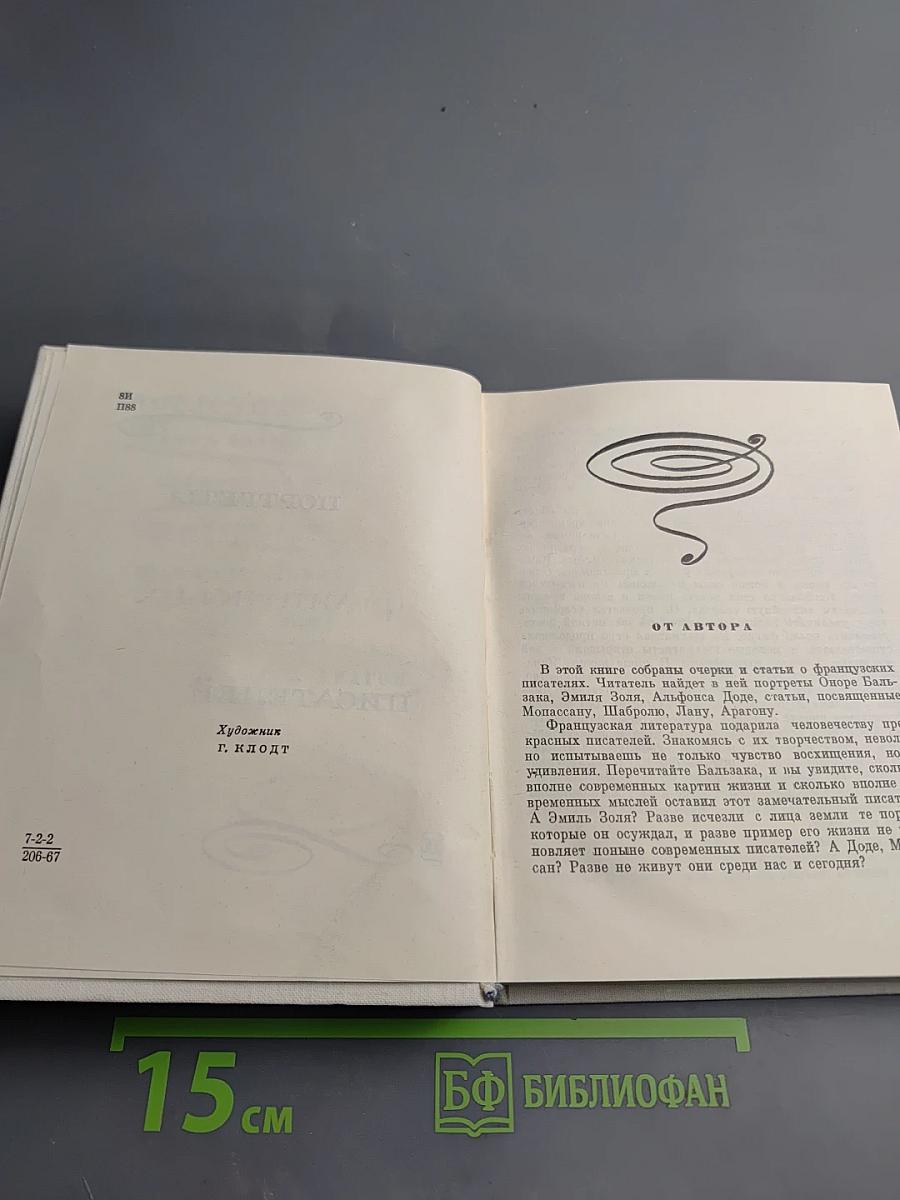 8И
П88
Художник
Г. КЛОДТ
7-2-2
206-67
ОТ АВТОРА
В этой книге собраны очерки и статьи о французских
писателях. Читатель найдет в ней портреты Оноре Баль-
зака, Эмиля Золя, Альфонса Доде, статьи, посвященные
Мопассану, Шабролю, Лану, Арагону.
Французская литература подарила человечеству пре
красных писателей. Знакомясь с их творчеством, невол
но испытываешь не только чувство восхищения, но
удивления. Перечитайте Бальзака, и вы увидите, сколь
вполне современных картин жизни и сколько вполне
временных мыслей оставил этот замечательный писат
А Эмиль Золя? Разве исчезли с лица земли те пор
которые он осуждал, и разве пример его жизни не
новляет поныне современных писателей? А Доде, М
сан? Разве не живут они среди нас и сегодня?
15 см
БФ БИБЛИОФАН